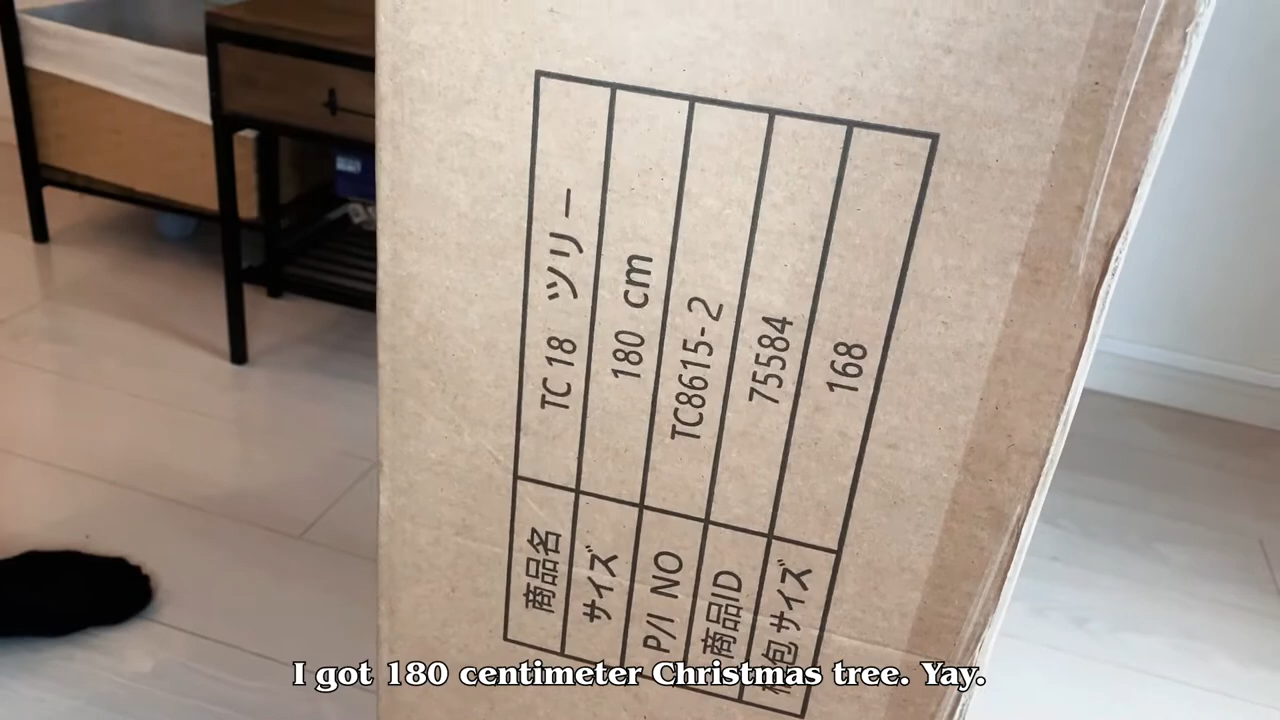 商品名 TC 18 ツリー
サイズ 180 cm
P/I NO TC8615-2
商品ID 75584
包サイズ 168
I got 180 centimeter Christmas tree. Yay.